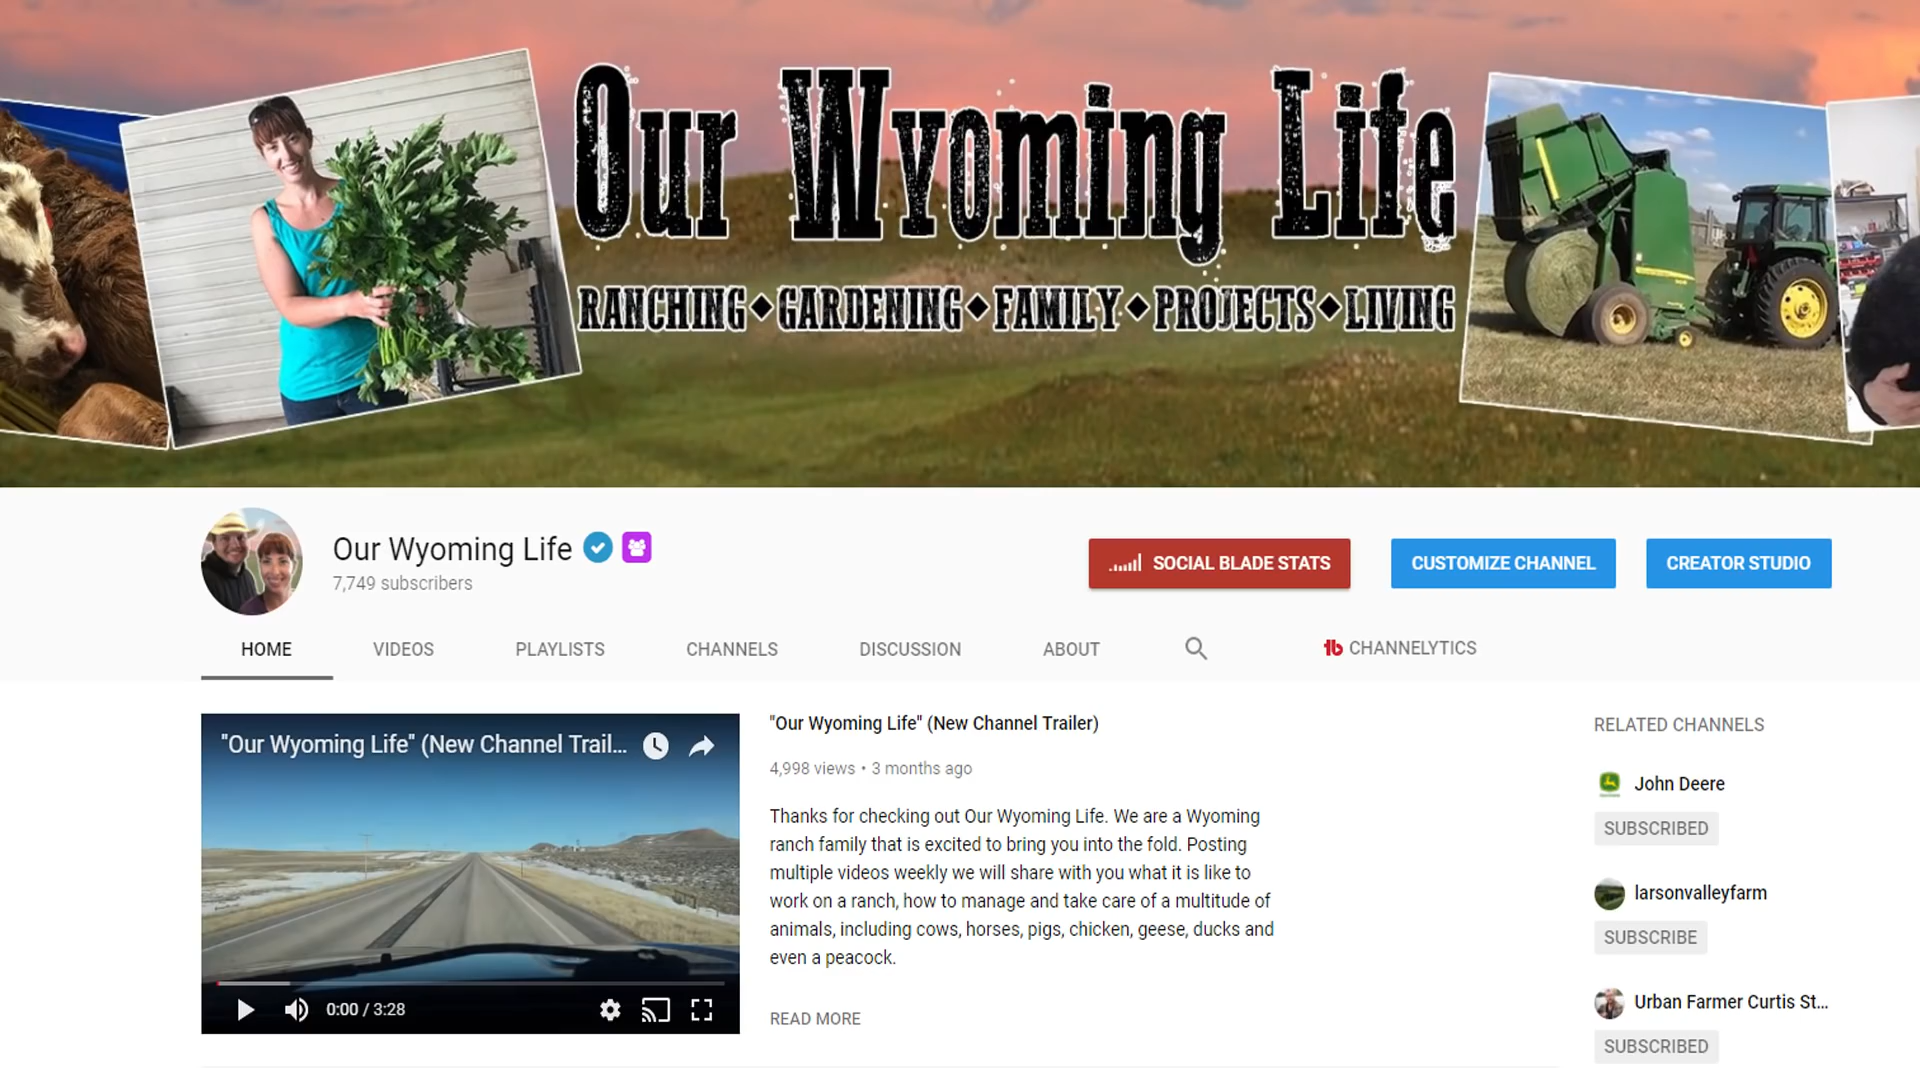 Our Wyoming Life
RANCHING◆GARDENING◆FAMILY◆PROJECTS◆LIVING
Our Wyoming Life
7,749 subscribers
SOCIAL BLADE STATS
CUSTOMIZE CHANNEL
CREATOR STUDIO
HOME
VIDEOS
PLAYLISTS
CHANNELS
DISCUSSION
ABOUT
CHANNELYTICS
"Our Wyoming Life" (New Channel Trail...
0:00 / 3:28
"Our Wyoming Life" (New Channel Trailer)
4,998 views • 3 months ago
Thanks for checking out Our Wyoming Life. We are a Wyoming
ranch family that is excited to bring you into the fold. Posting
multiple videos weekly we will share with you what it is like to
work on a ranch, how to manage and take care of a multitude of
animals, including cows, horses, pigs, chicken, geese, ducks and
even a peacock.
READ MORE
RELATED CHANNELS
John Deere
SUBSCRIBED
larsonvalleyfarm
SUBSCRIBE
Urban Farmer Curtis St...
SUBSCRIBED